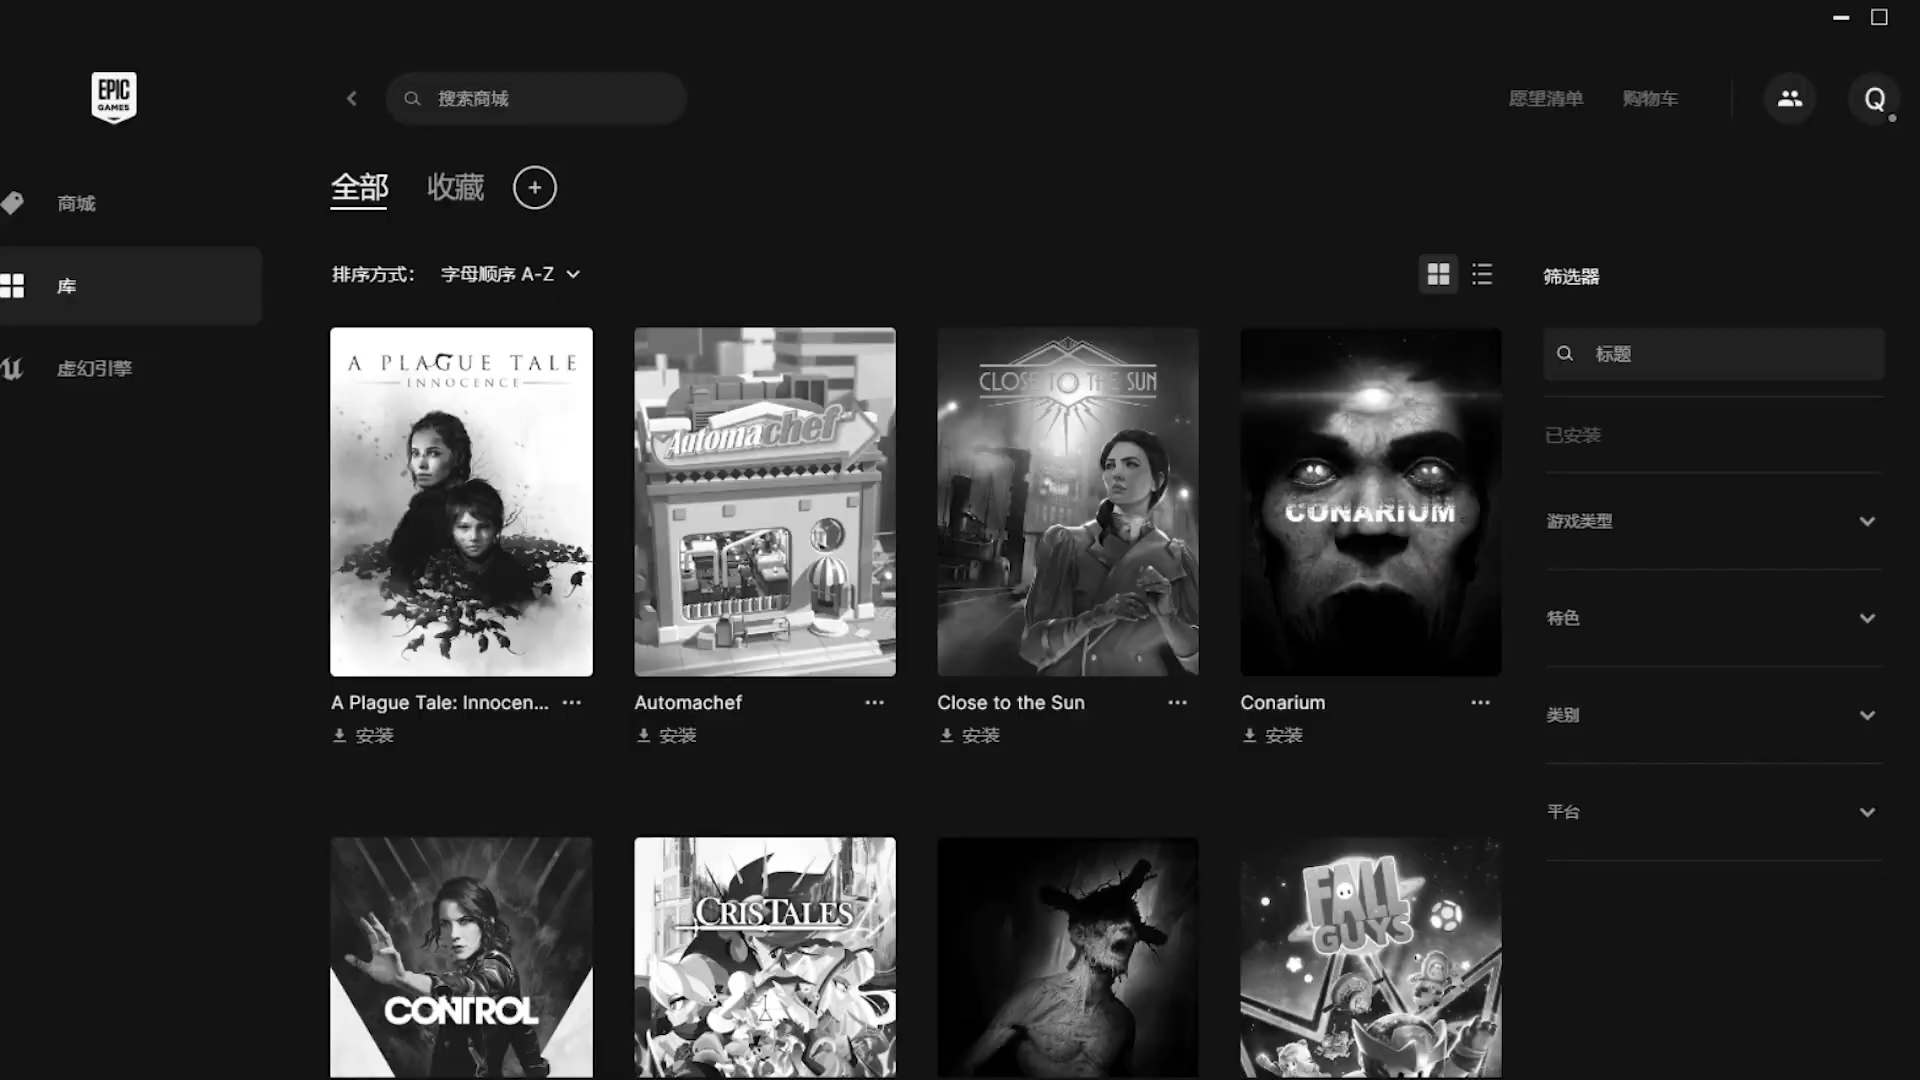 EPIC
GAMES
搜索商城
愿望清单
购物车
Q
商城
库
虚幻引擎
全部
收藏
排序方式：
字母顺序 A-Z
筛选器
标题
已安装
游戏类型
特色
类别
平台
A PLAGUE TALE
INNOCENCE
Automachef
CLOSE TO THE SUN
CONARIUM
A Plague Tale: Innocen...
安装
Automachef
安装
Close to the Sun
安装
Conarium
安装
CONTROL
CRISTALES
FALL
GUYS